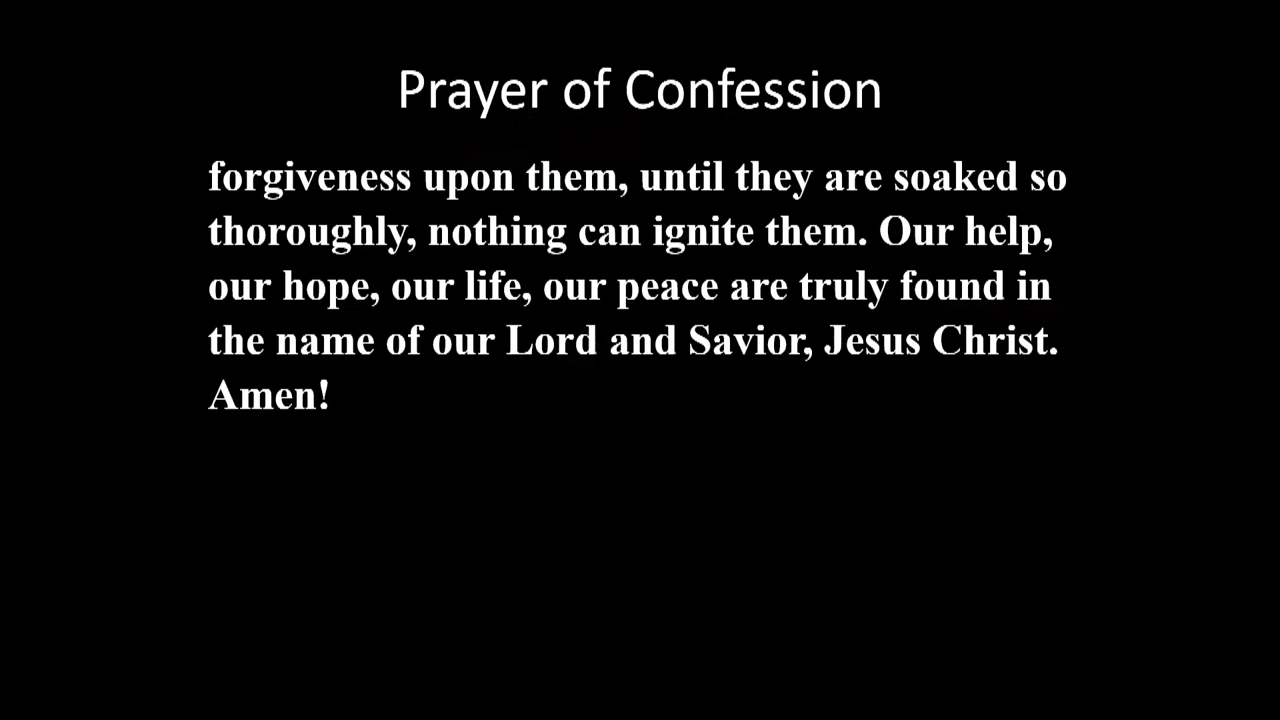 Prayer of Confession
forgiveness upon them, until they are soaked so
thoroughly, nothing can ignite them. Our help,
our hope, our life, our peace are truly found in
the name of our Lord and Savior, Jesus Christ.
Amen!